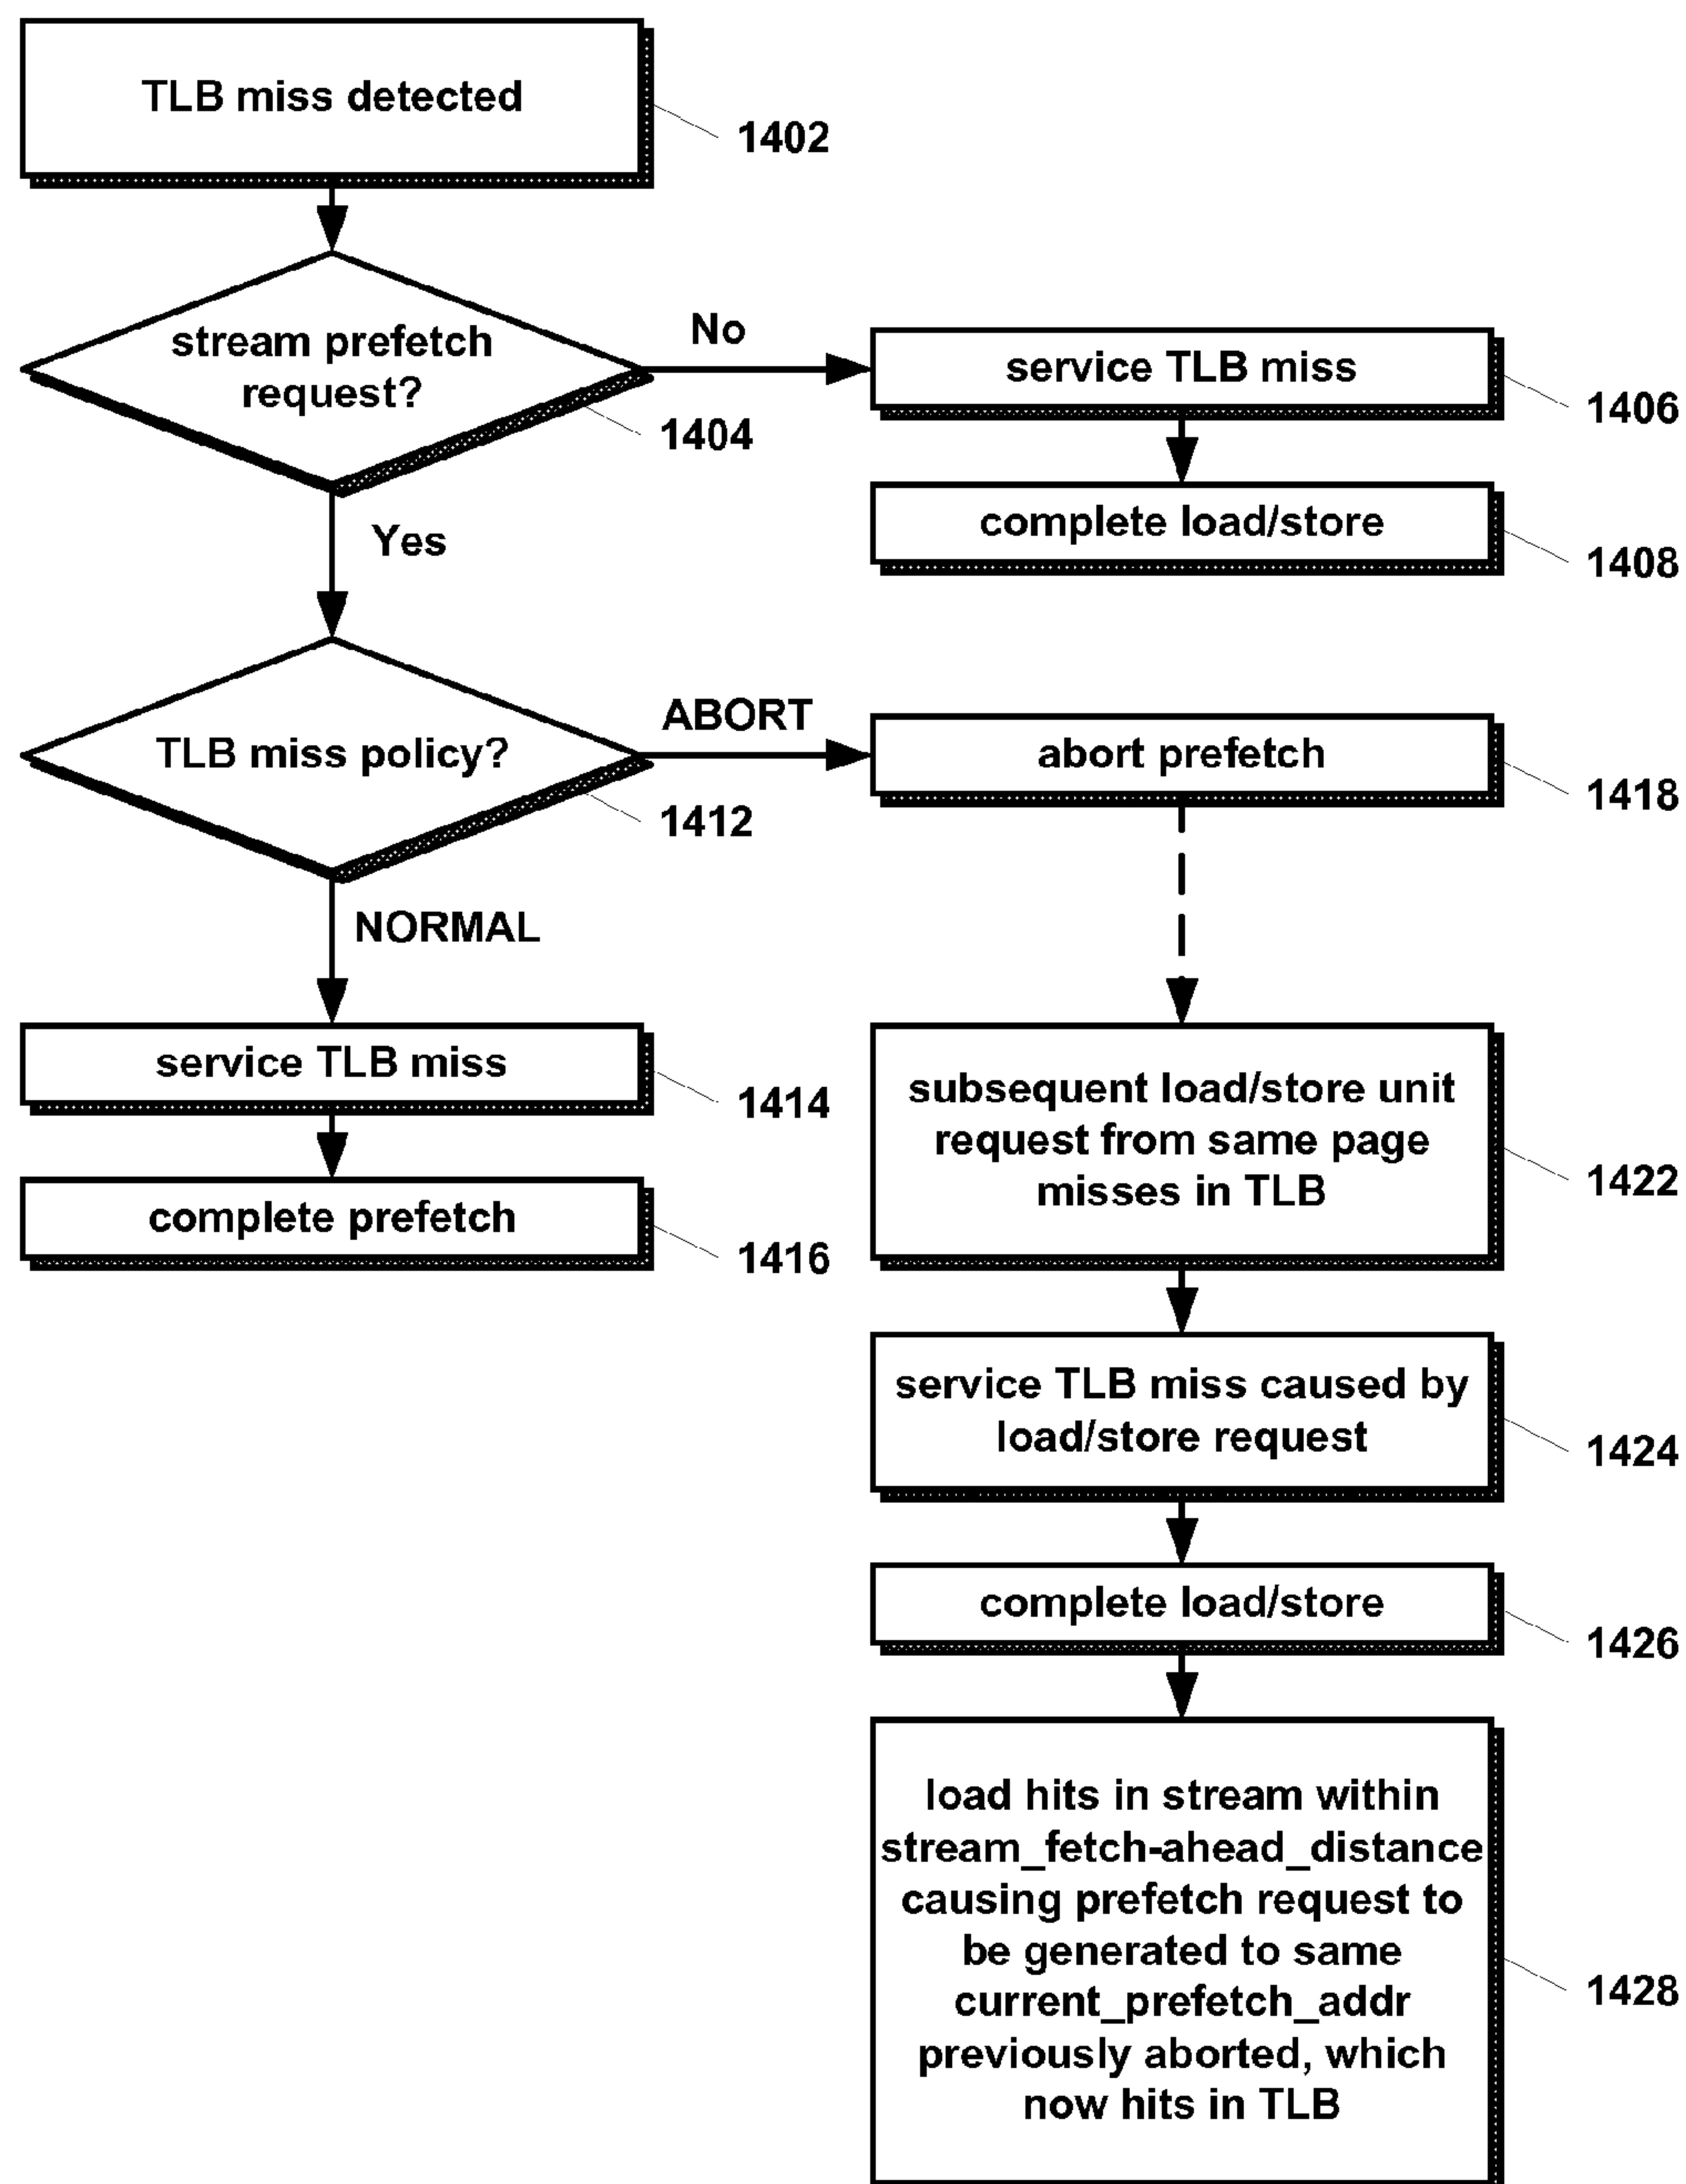 TLB miss detected
1402
stream prefetch
request?
1404
No
service TLB miss
1406
complete load/store
1408
Yes
TLB miss policy?
1412
ABORT
abort prefetch
1418
NORMAL
service TLB miss
1414
complete prefetch
1416
subsequent load/store unit
request from same page
misses in TLB
1422
service TLB miss caused by
load/store request
1424
complete load/store
1426
load hits in stream within
stream_fetch-ahead_distance
causing prefetch request to
be generated to same
current_prefetch_addr
previously aborted, which
now hits in TLB
1428